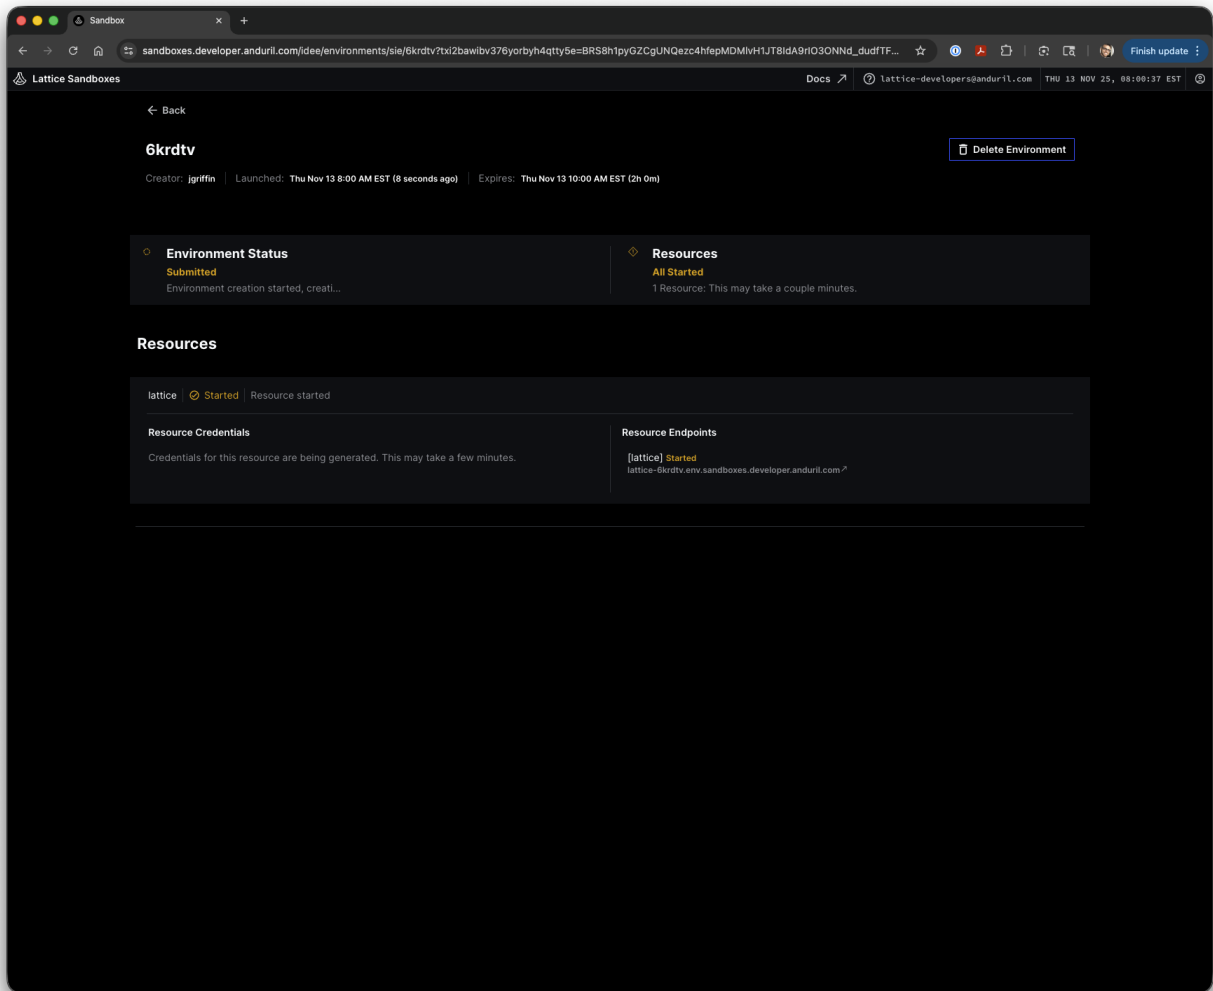 Sandbox
sandboxes.developer.anduril.com/idee/environments/sie/6krdtv?txi2bawibv376yorbyh4qtty5e=BRS8h1pyGZCgUNQezc4hfepMDMlvH1JT8IdA9rIO3ONNd_dudfTF...
Finish update
Lattice Sandboxes
Docs ↗
lattice-developers@anduril.com
THU 13 NOV 25, 08:00:37 EST
← Back
6krdtv
Delete Environment
Creator: jgriffin | Launched: Thu Nov 13 8:00 AM EST (8 seconds ago) | Expires: Thu Nov 13 10:00 AM EST (2h 0m)
Environment Status
Submitted
Environment creation started, creati...
Resources
All Started
1 Resource: This may take a couple minutes.
Resources
lattice | Started | Resource started
Resource Credentials
Credentials for this resource are being generated. This may take a few minutes.
Resource Endpoints
[lattice] Started
lattice-6krdtv.env.sandboxes.developer.anduril.com↗